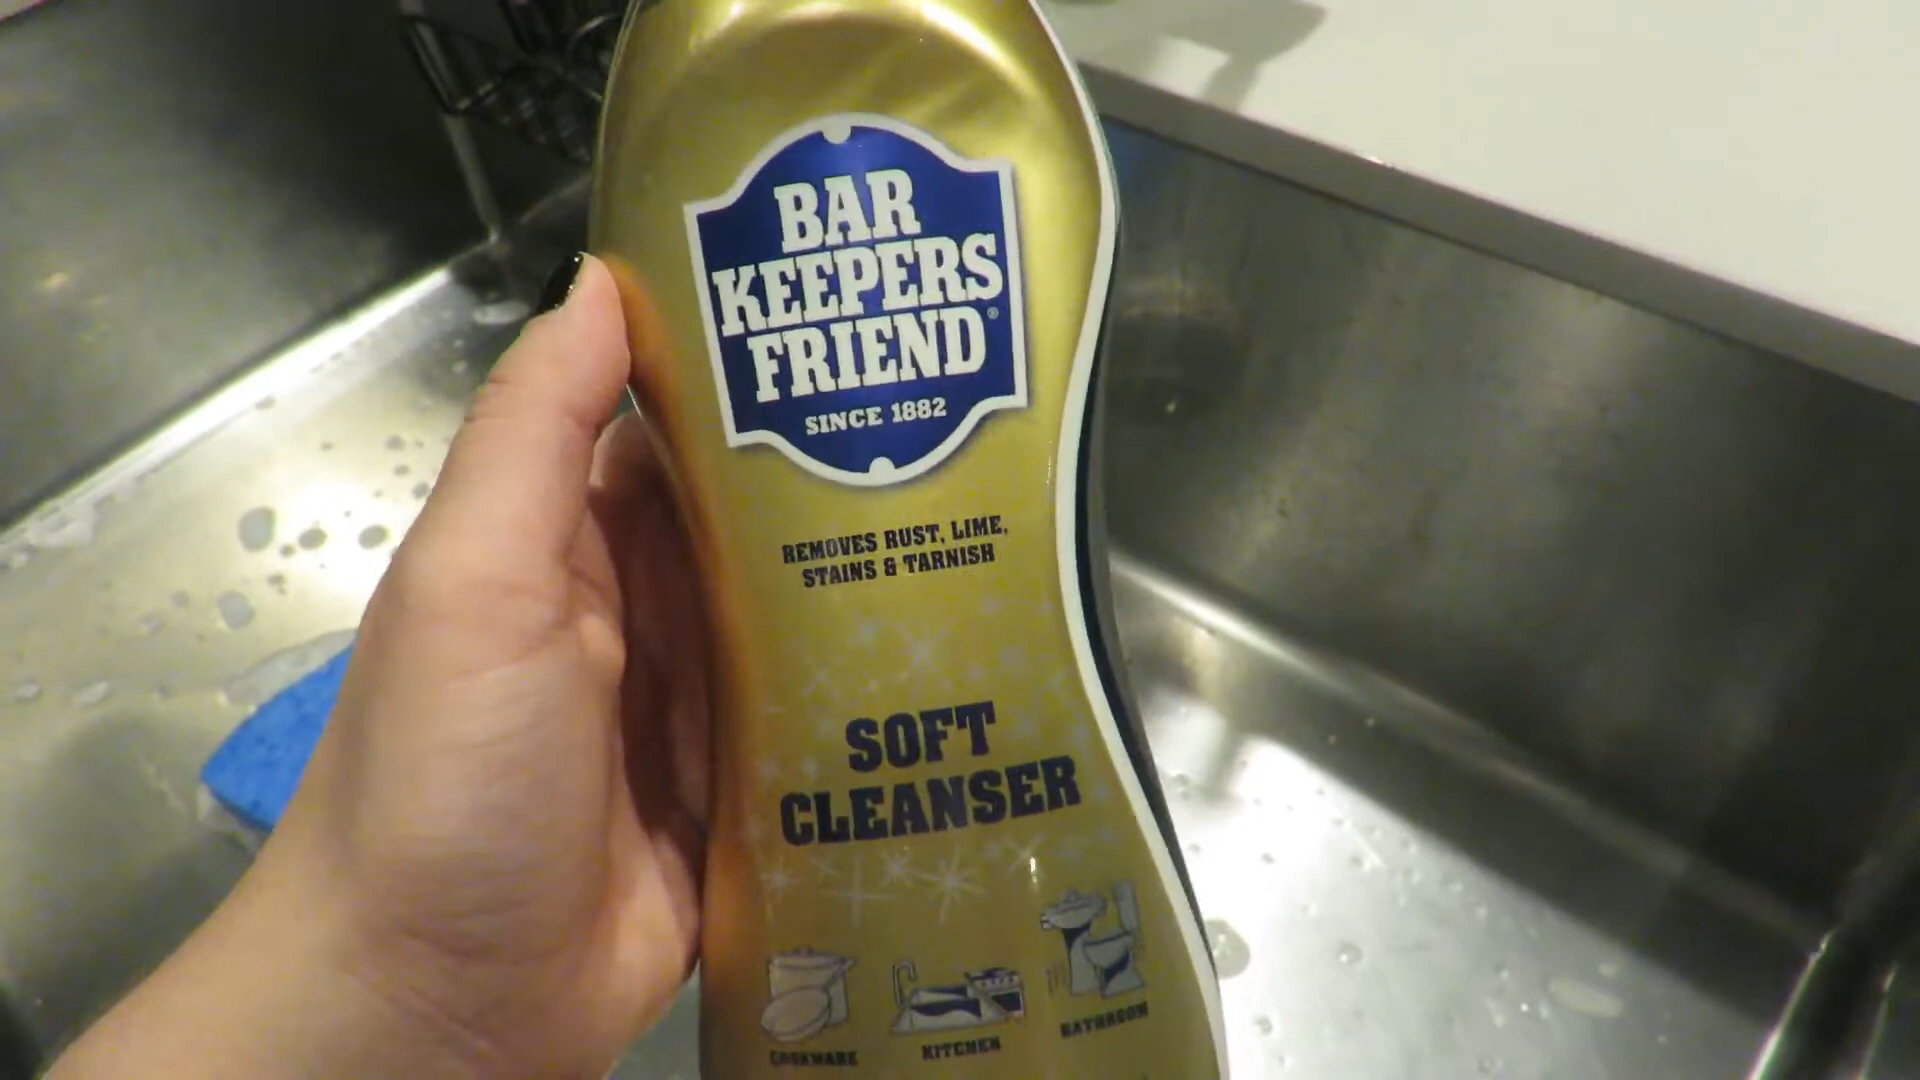 BAR
KEEPERS
FRIEND®
SINCE 1882
REMOVES RUST, LIME,
STAINS & TARNISH
SOFT
CLEANSER
COOKWARE
KITCHEN
BATHROOM